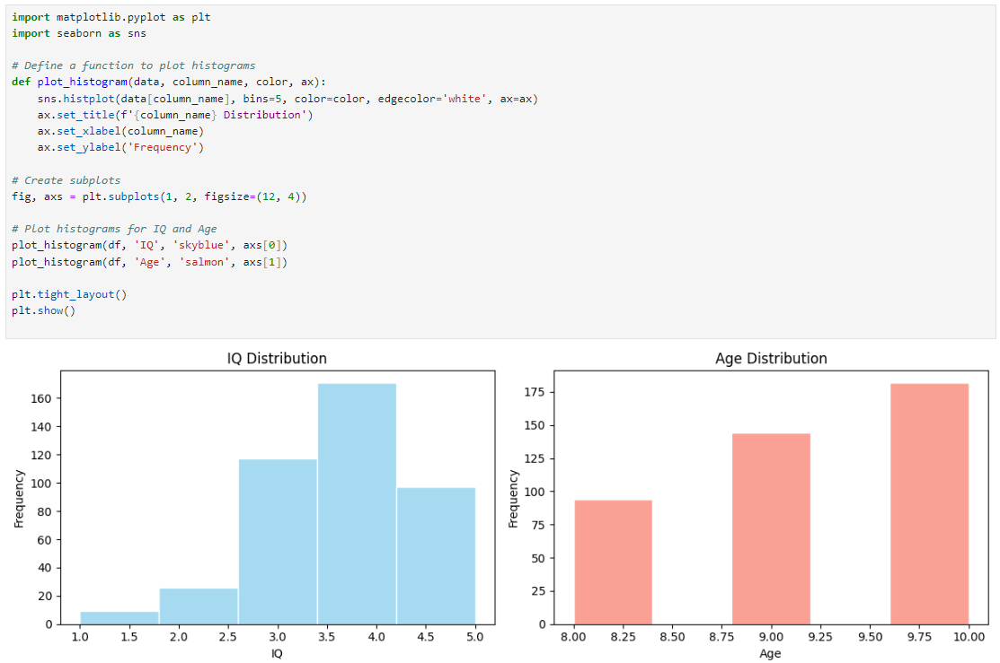 import matplotlib.pyplot as plt
import seaborn as sns
# Define a function to plot histograms
def plot_histogram(data, column_name, color, ax):
    sns.histplot(data[column_name], bins=5, color=color, edgecolor='white', ax=ax)
    ax.set_title(f'{column_name} Distribution')
    ax.set_xlabel(column_name)
    ax.set_ylabel('Frequency')
# Create subplots
fig, axs = plt.subplots(1, 2, figsize=(12, 4))
# Plot histograms for IQ and Age
plot_histogram(df, 'IQ', 'skyblue', axs[0])
plot_histogram(df, 'Age', 'salmon', axs[1])
plt.tight_layout()
plt.show()
IQ Distribution
Frequency
160
140
120
100
80
60
40
20
0
1.0 1.5 2.0 2.5 3.0 3.5 4.0 4.5 5.0
IQ
Age Distribution
Frequency
175
150
125
100
75
50
25
0
8.00 8.25 8.50 8.75 9.00 9.25 9.50 9.75 10.00
Age